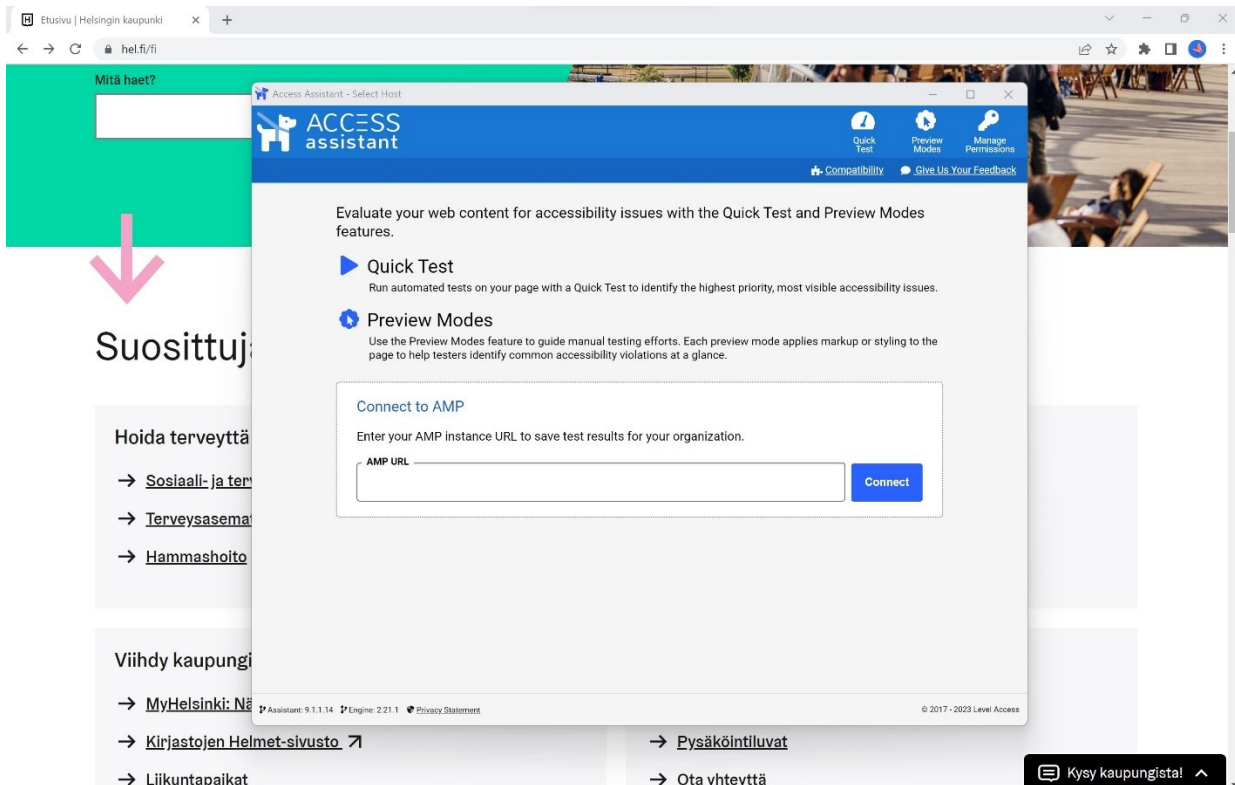 Etusivu | Helsingin kaupunki
hel.fi/fi
Mitä haet?
Access Assistant - Select Host
ACCESS
assistant
Quick
Test
Preview
Modes
Manage
Permissions
Compatibility
Give Us Your Feedback
Evaluate your web content for accessibility issues with the Quick Test and Preview Modes
features.
Quick Test
Run automated tests on your page with a Quick Test to identify the highest priority, most visible accessibility issues.
Preview Modes
Use the Preview Modes feature to guide manual testing efforts. Each preview mode applies markup or styling to the
page to help testers identify common accessibility violations at a glance.
Connect to AMP
Enter your AMP instance URL to save test results for your organization.
AMP URL
Connect
Assistant: 9.1.1.14 Engine: 2.21.1 Privacy Statement
© 2017 - 2023 Level Access
Suosittuj
Hoida terveyttä
Sosiaali- ja ter
Terveysasema
Hammashoito
Viihdy kaupungi
MyHelsinki: Nä
Kirjastojen Helmet-sivusto
Liikuntapaikat
Pysäköintiluvat
Ota yhteyttä
Kysy kaupungista!